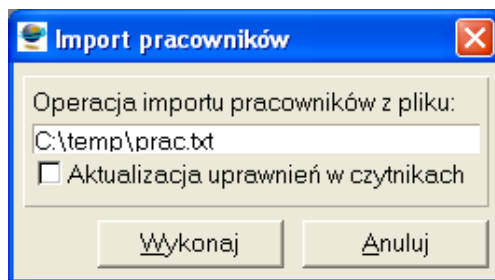 Import pracowników
Operacja importu pracowników z pliku:
C:\temp\prac.txt
Aktualizacja uprawnień w czytnikach
Wykonaj Anuluj